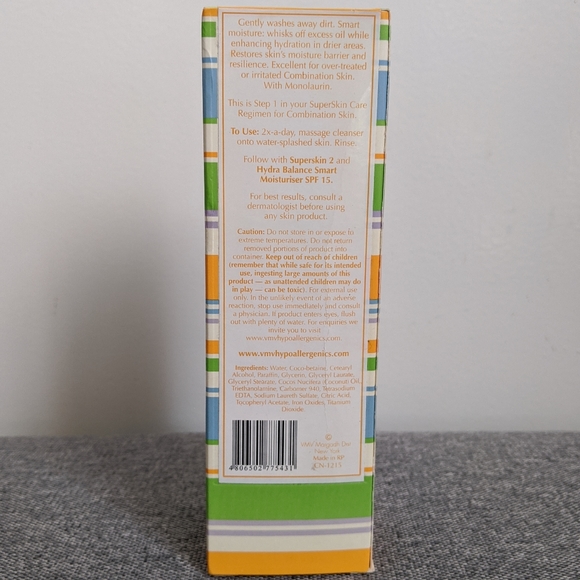 Gently washes away dirt. Smart
moisture: whisks off excess oil while
enhancing hydration in drier areas.
Restores skin's moisture barrier and
resilience. Excellent for over-treated
or irritated Combination Skin.
With Monolaurin.
This is Step 1 in your SuperSkin Care
Regimen for Combination Skin.
To Use: 2x-a-day, massage cleanser
onto water-splashed skin. Rinse.
Follow with Superskin 2 and
Hydra Balance Smart
Moisturiser SPF 15.
For best results, consult a
dermatologist before using
any skin product.
Caution: Do not store in or expose to
extreme temperatures. Do not return
removed portions of product into
container. Keep out of reach of children
(remember that while safe for its intended
use, ingesting large amounts of this
product — as unattended children may do
in play — can be toxic). For external use
only. In the unlikely event of an adverse
reaction, stop use immediately and consult
a physician. If product enters eyes, flush
out with plenty of water. For enquiries we
invite you to visit
www.vmvhypoallergenics.com.
www.vmvhypoallergenics.com
Ingredients: Water, Coco-betaine, Cetearyl
Alcohol, Paraffin, Glycerin, Glyceryl Laurate,
Glyceryl Stearate, Cocos Nucifera (Coconut) Oil,
Triethanolamine, Carbomer 940, Tetrasodium
EDTA, Sodium Laureth Sulfate, Oleic Acid,
Tocopheryl Acetate, Iron Oxides, Titanium
Dioxide.
©
New York
Made in RP
4 806502 775431